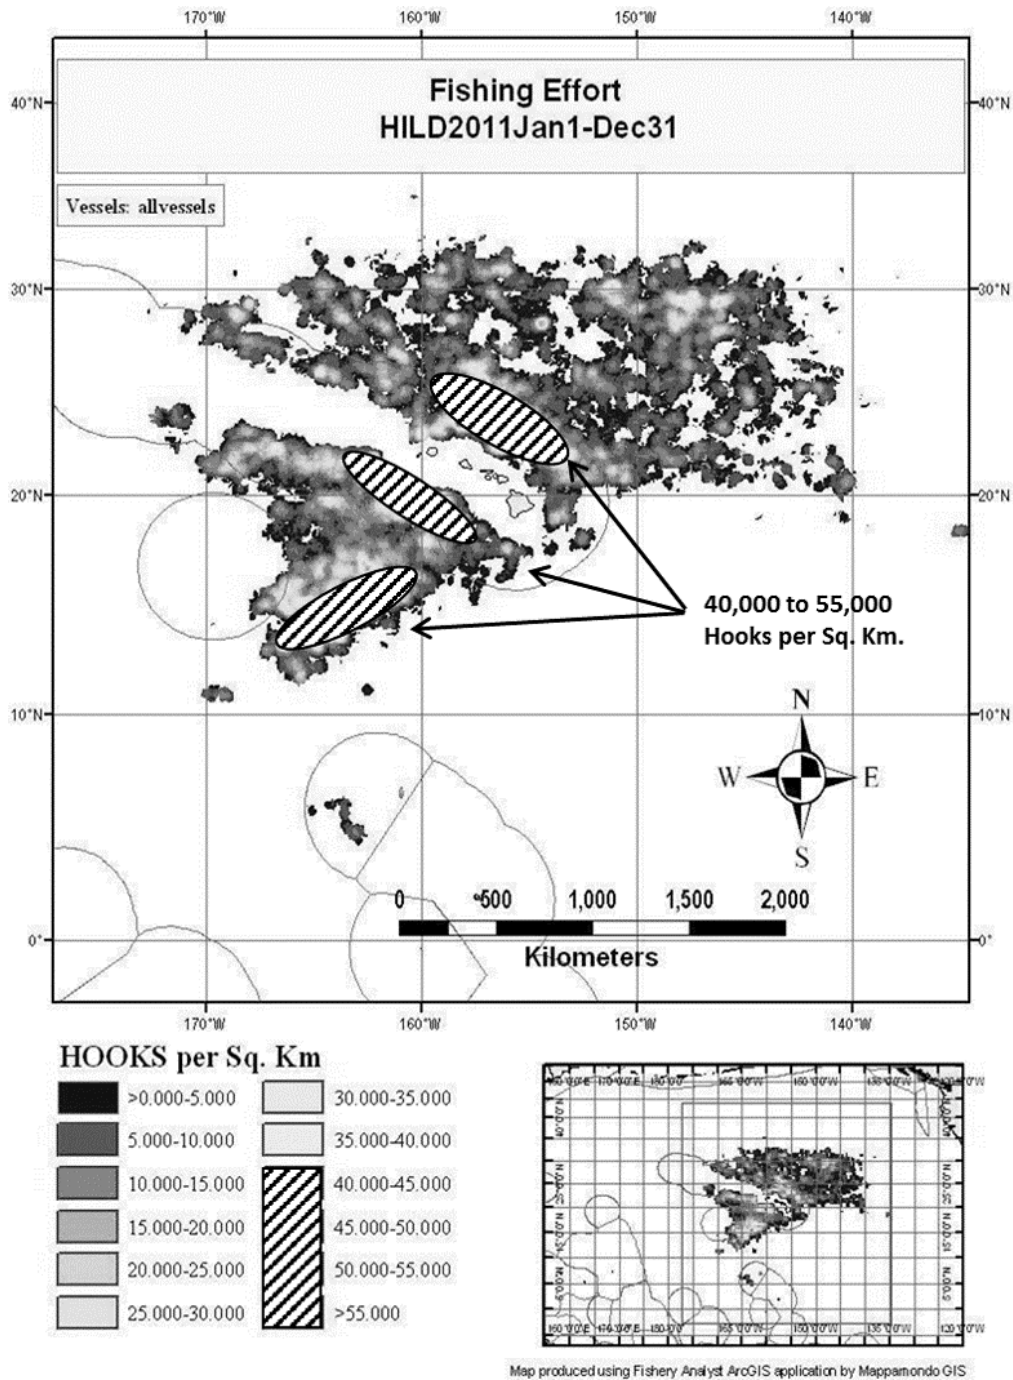 170°W 160°W 150°W 140°W
Fishing Effort
HILD2011Jan1-Dec31
40°N 40°N
Vessels: allvessels
30°N 30°N
20°N 20°N
40,000 to 55,000
Hooks per Sq. Km.
10°N 10°N
N
W E
S
0 500 1,000 1,500 2,000
0° 0°
Kilometers
170°W 160°W 150°W 140°W
HOOKS per Sq. Km
>0.000-5.000 30.000-35.000
5.000-10.000 35.000-40.000
10.000-15.000 40.000-45.000
15.000-20.000 45.000-50.000
20.000-25.000 50.000-55.000
25.000-30.000 >55.000
Map produced using Fishery Analyst ArcGIS application by Mappamondo GIS